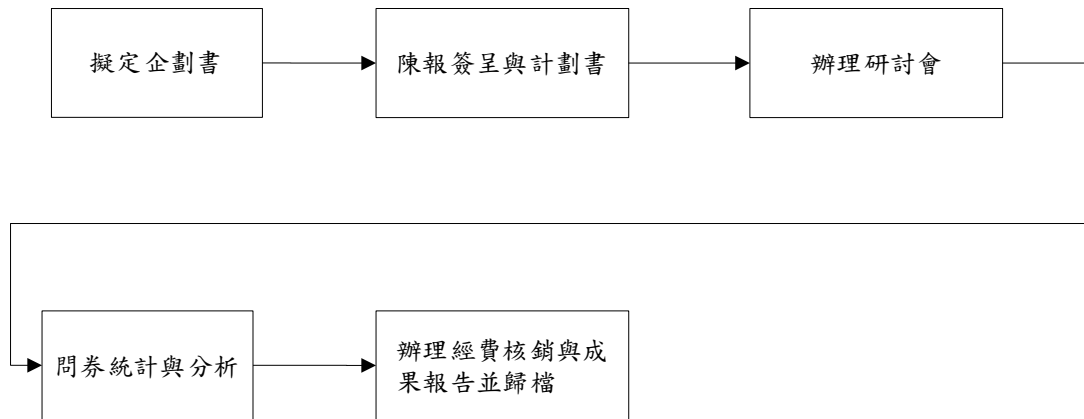 擬定企劃書
陳報簽呈與計劃書
辦理研討會
問券統計與分析
辦理經費核銷與成
果報告並歸檔